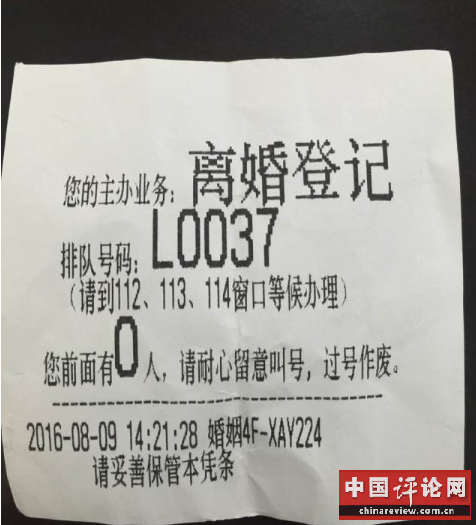 您的主办业务：离婚登记
排队号码：L0037
（请到112、113、114窗口等候办理）
您前面有0人，请耐心留意叫号，过号作废。
2016-08-09 14:21:28 婚姻4F-XAY224
请妥善保管本凭条
中国评论网
chinareview.com.cn